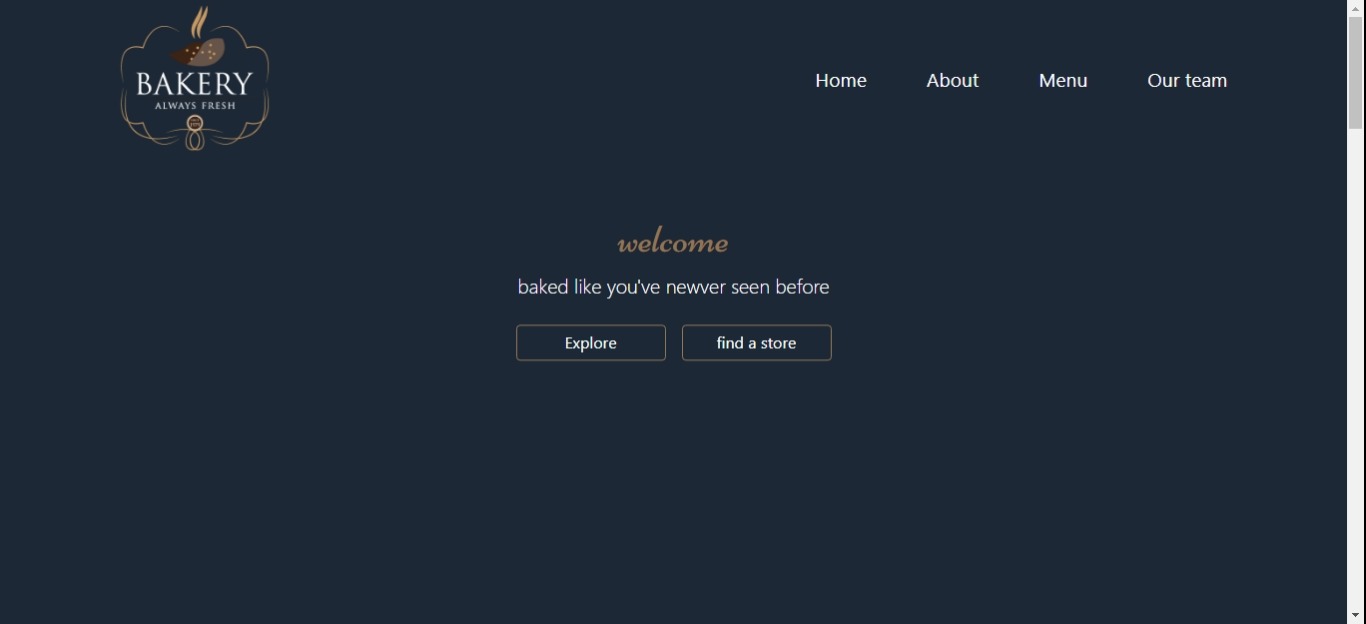 BAKERY
ALWAYS FRESH
Home About Menu Our team
welcome
baked like you've newver seen before
Explore find a store